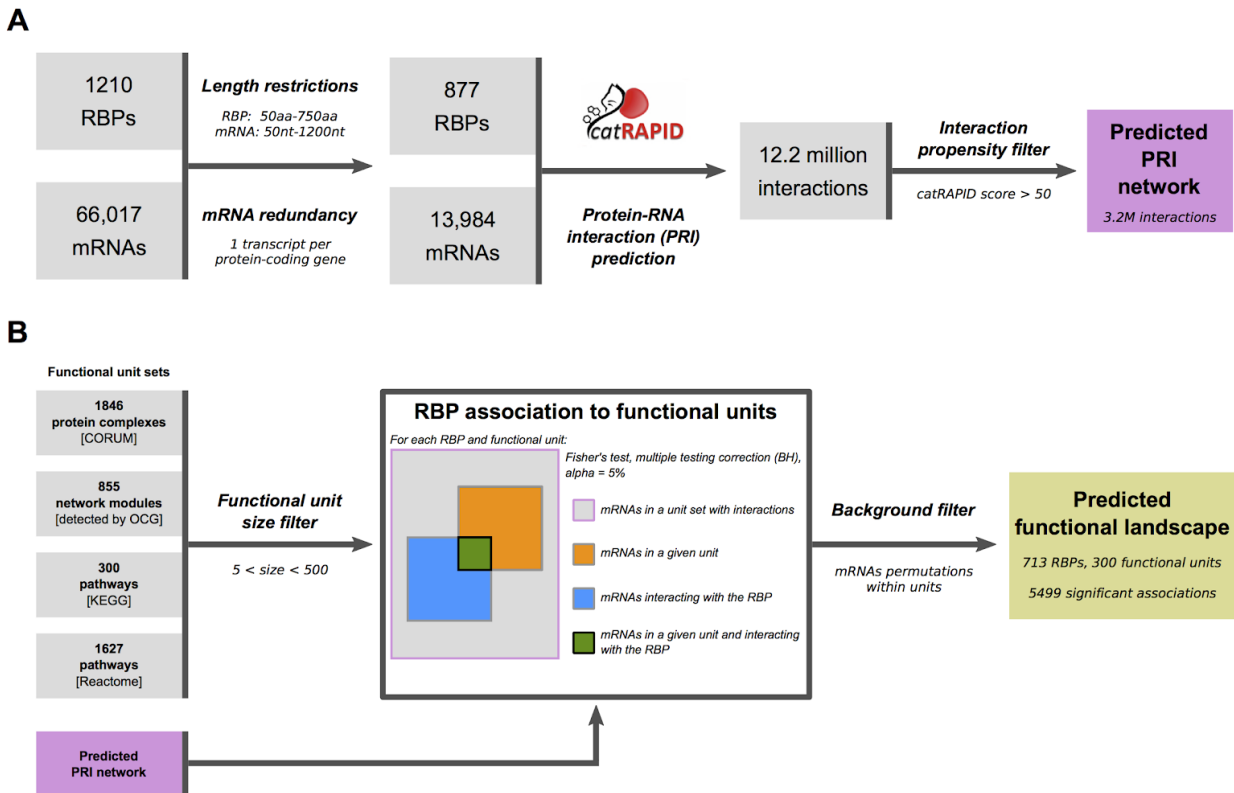 A
1210
RBPs
66,017
mRNAs
Length restrictions
RBP: 50aa-750aa
mRNA: 50nt-1200nt
mRNA redundancy
1 transcript per
protein-coding gene
877
RBPs
13,984
mRNAs
catRAPID
Protein-RNA
interaction (PRI)
prediction
12.2 million
interactions
Interaction
propensity filter
catRAPID score > 50
Predicted
PRI
network
3.2M interactions
B
Functional unit sets
1846
protein complexes
[CORUM]
855
network modules
[detected by OCG]
300
pathways
[KEGG]
1627
pathways
[Reactome]
Predicted
PRI network
Functional unit
size filter
5 < size < 500
RBP association to functional units
For each RBP and functional unit:
Fisher's test, multiple testing correction (BH),
alpha = 5%
mRNAs in a unit set with interactions
mRNAs in a given unit
mRNAs interacting with the RBP
mRNAs in a given unit and interacting
with the RBP
Background filter
mRNAs permutations
within units
Predicted
functional landscape
713 RBPs, 300 functional units
5499 significant associations